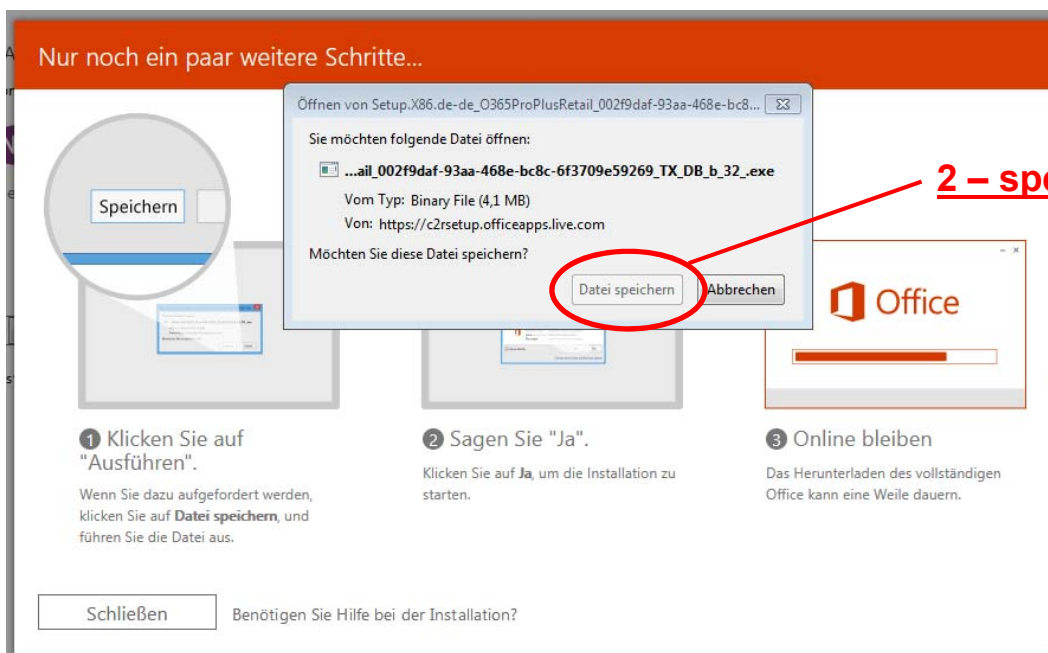 Nur noch ein paar weitere Schritte...
Öffnen von Setup.X86.de-de_O365ProPlusRetail_002f9daf-93aa-468e-bc8...
Sie möchten folgende Datei öffnen:
...ail_002f9daf-93aa-468e-bc8c-6f3709e59269_TX_DB_b_32_.exe
Vom Typ: Binary File (4,1 MB)
Von: https://c2rsetup.officeapps.live.com
Möchten Sie diese Datei speichern?
Datei speichern
Abbrechen
2 – spe
Speichern
Office
1 Klicken Sie auf
"Ausführen".
Wenn Sie dazu aufgefordert werden,
klicken Sie auf Datei speichern, und
führen Sie die Datei aus.
2 Sagen Sie "Ja".
Klicken Sie auf Ja, um die Installation zu
starten.
3 Online bleiben
Das Herunterladen des vollständigen
Office kann eine Weile dauern.
Schließen
Benötigen Sie Hilfe bei der Installation?